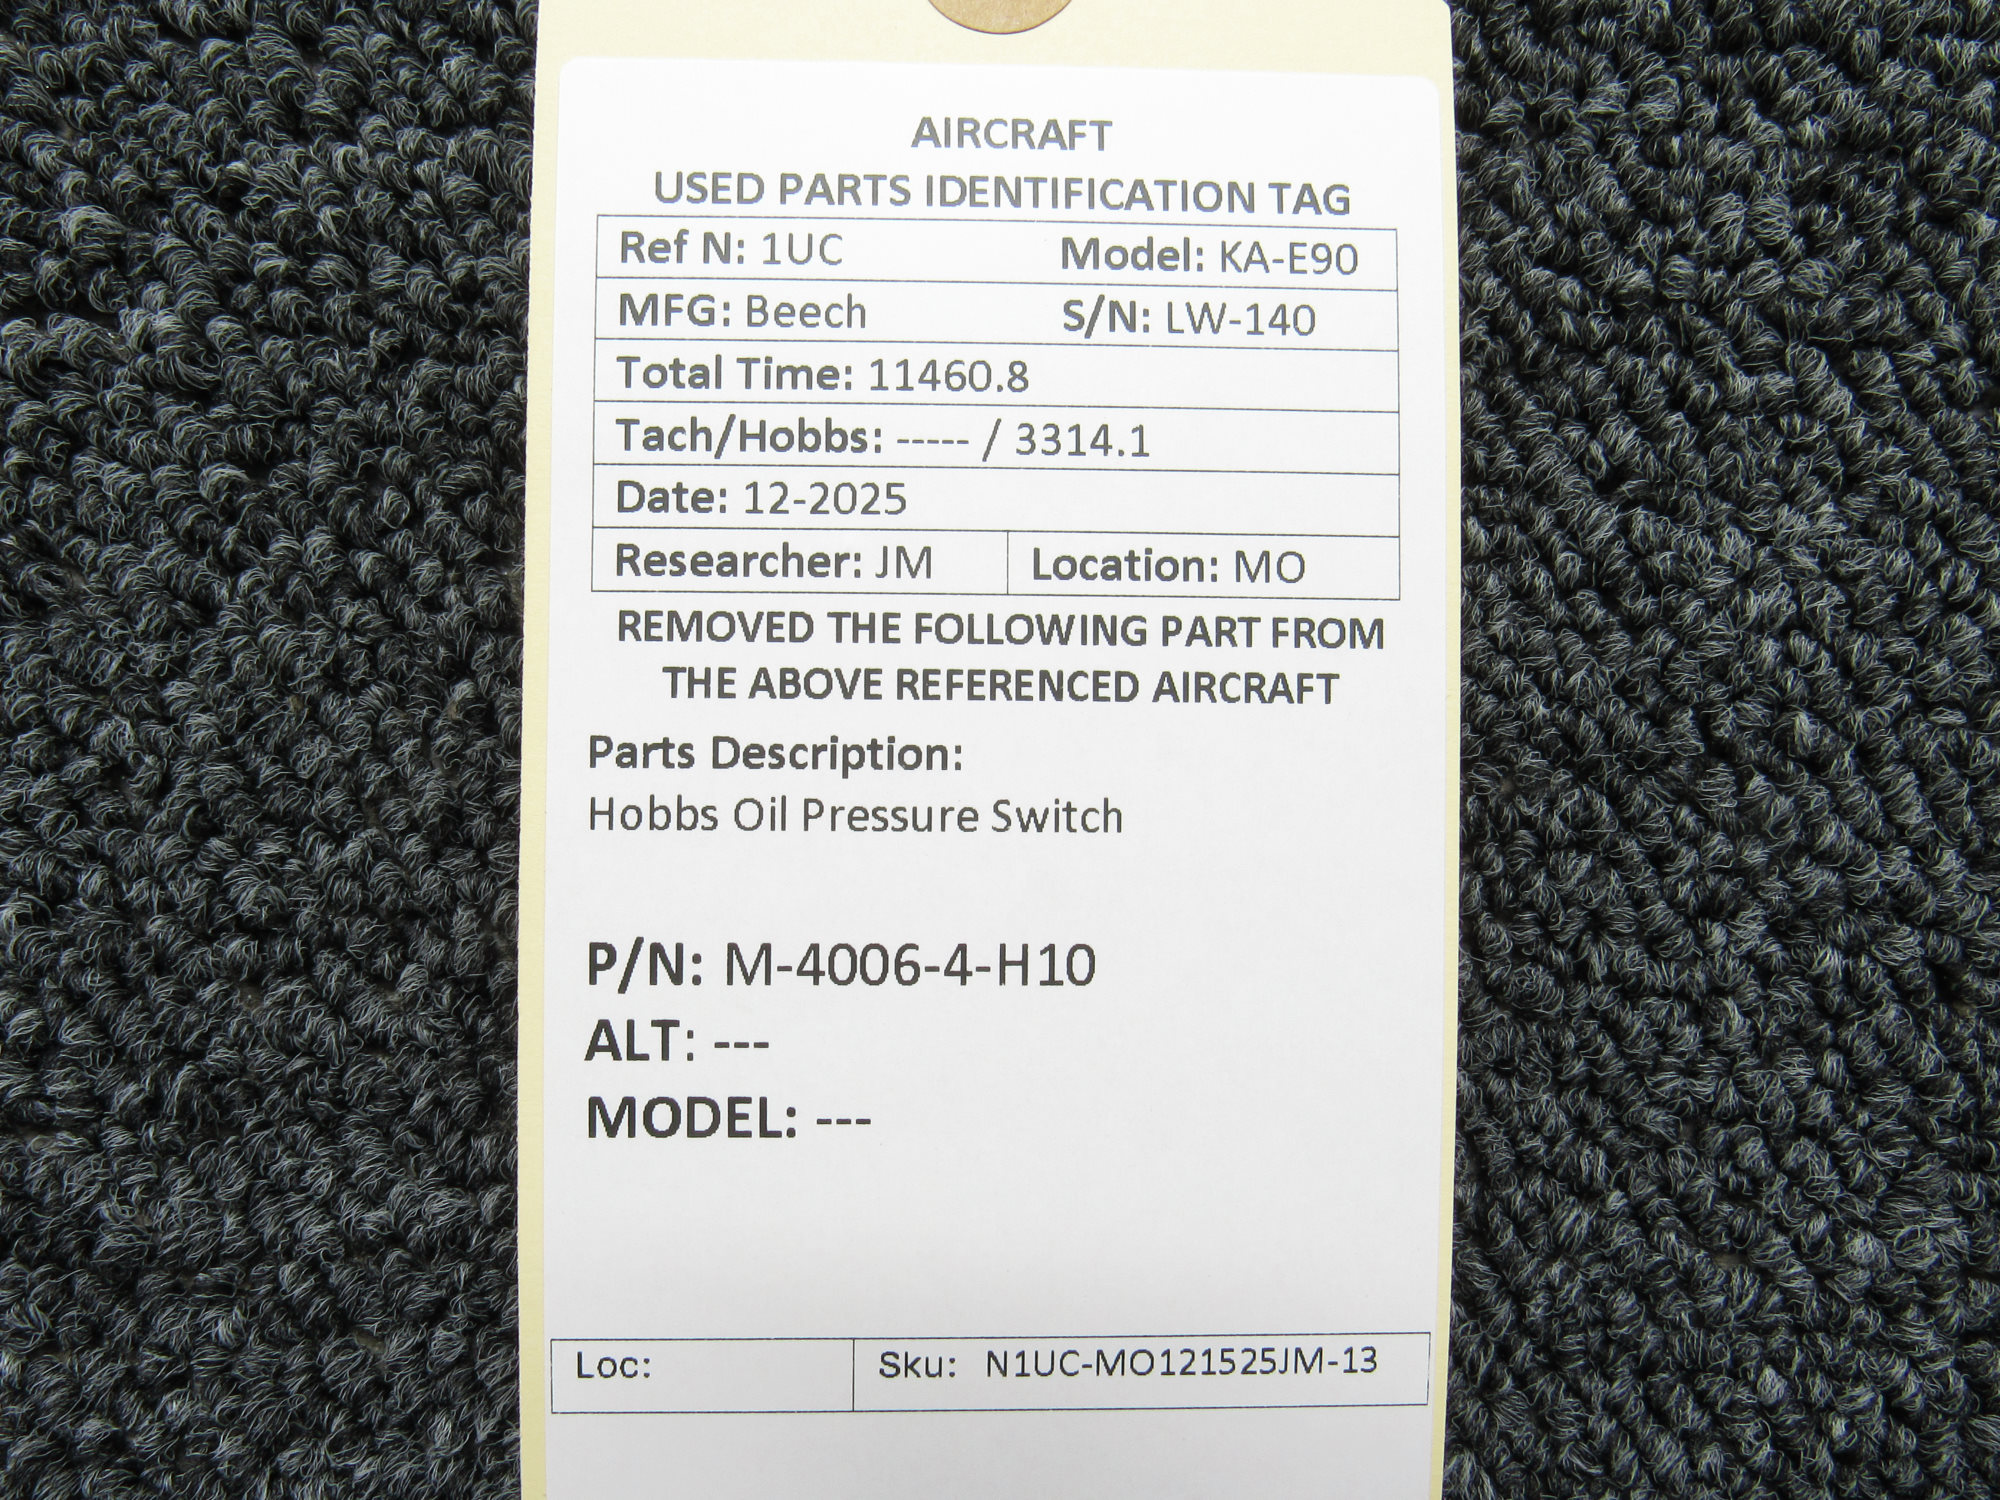 AIRCRAFT
USED PARTS IDENTIFICATION TAG
Ref N: 1UC Model: KA-E90
MFG: Beech S/N: LW-140
Total Time: 11460.8
Tach/Hobbs: ----- / 3314.1
Date: 12-2025
Researcher: JM Location: MO
REMOVED THE FOLLOWING PART FROM
THE ABOVE REFERENCED AIRCRAFT
Parts Description:
Hobbs Oil Pressure Switch
P/N: M-4006-4-H10
ALT: ---
MODEL: ---
Loc: Sku: N1UC-MO121525JM-13